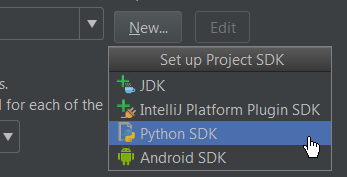 New... Edit
Set up Project SDK
s.
JDK
d for each of the
IntelliJ Platform Plugin SDK
Python SDK
Android SDK